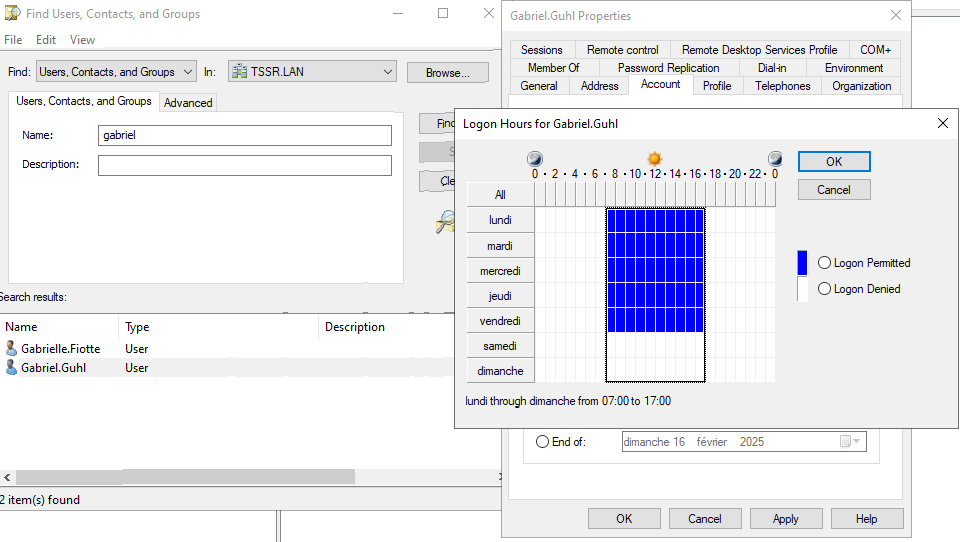 Find Users, Contacts, and Groups
File Edit View
Find: Users, Contacts, and Groups In: TSSR.LAN Browse...
Users, Contacts, and Groups Advanced
Name: gabriel
Description:
Find
Search results:
Name Type Description
Gabrielle.Fiotte User
Gabriel.Guhl User
2 item(s) found
Gabriel.Guhl Properties
Sessions Remote control Remote Desktop Services Profile COM+
Member Of Password Replication Dial-in Environment
General Address Account Profile Telephones Organization
Logon Hours for Gabriel.Guhl
0 · 2 · 4 · 6 · 8 · 10 · 12 · 14 · 16 · 18 · 20 · 22 · 0
All
lundi
mardi
mercredi
jeudi
vendredi
samedi
dimanche
OK
Cancel
Logon Permitted
Logon Denied
lundi through dimanche from 07:00 to 17:00
End of: dimanche 16 février 2025
OK Cancel Apply Help